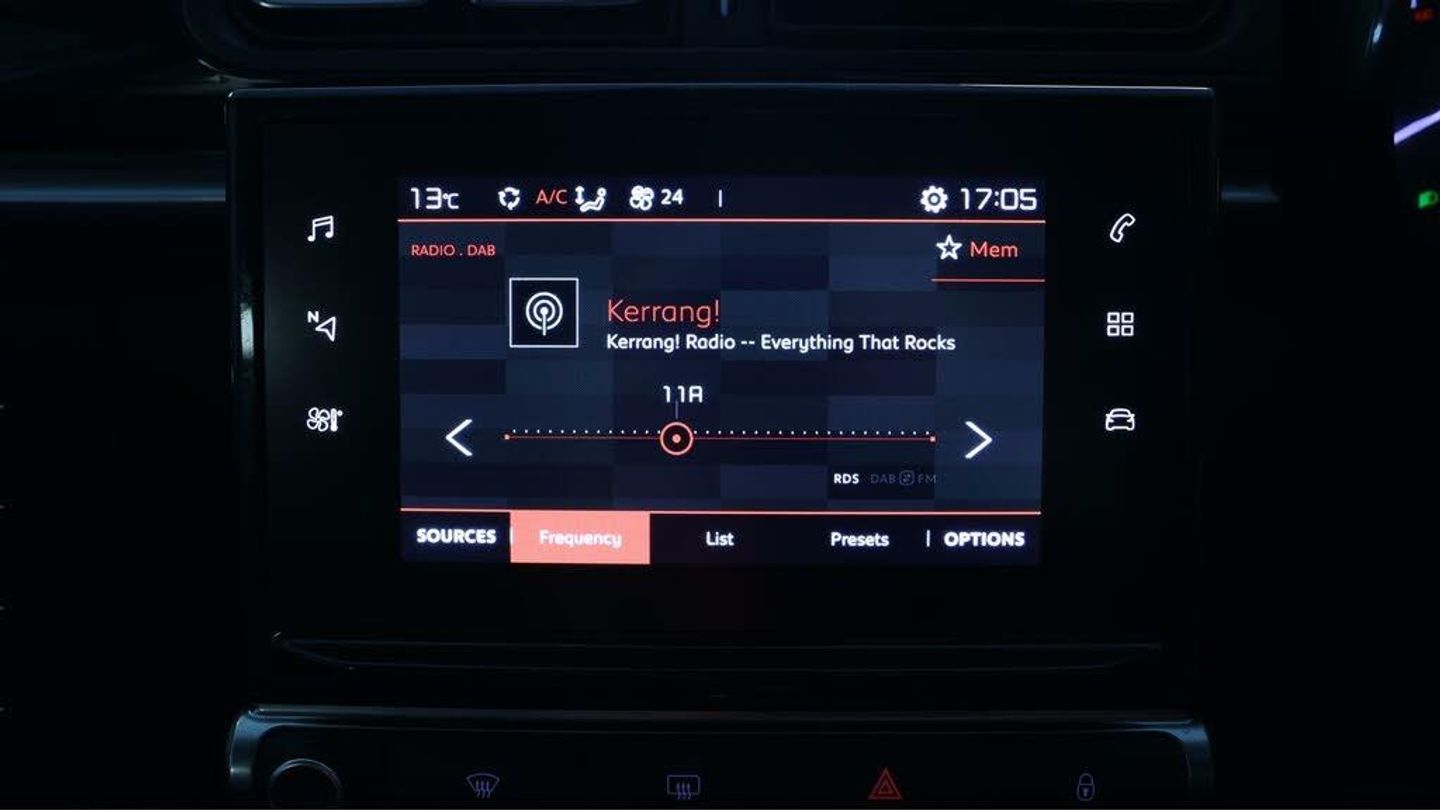 13°C A/C 24 17:05
RADIO . DAB
Mem
Kerrang!
Kerrang! Radio -- Everything That Rocks
11A
N
RDS DAB FM
SOURCES Frequency List Presets OPTIONS